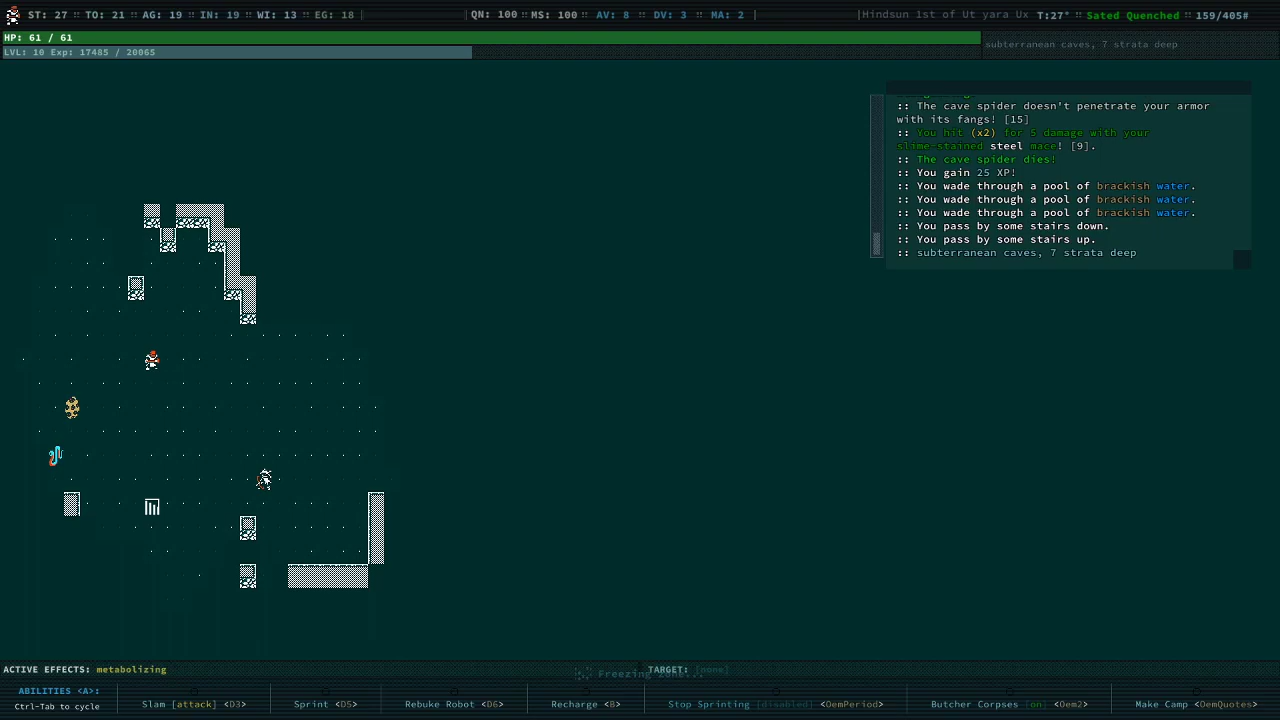 ST: 27 :: TO: 21 :: AG: 19 :: IN: 19 :: WI: 13 :: EG: 18
QN: 100 :: MS: 100 :: AV: 8 :: DV: 3 :: MA: 2
Hindsun 1st of Ut yara Ux T:27° :: Sated Quenched :: 159/405#
HP: 61 / 61
LVL: 10 Exp: 17485 / 20065
subterranean caves, 7 strata deep
:: The cave spider doesn't penetrate your armor
with its fangs! [15]
:: You hit (x2) for 5 damage with your
slime-stained steel mace! [9].
:: The cave spider dies!
:: You gain 25 XP!
:: You wade through a pool of brackish water.
:: You wade through a pool of brackish water.
:: You wade through a pool of brackish water.
:: You pass by some stairs down.
:: You pass by some stairs up.
:: subterranean caves, 7 strata deep
ACTIVE EFFECTS: metabolizing
Freezing zone...
TARGET: [none]
ABILITIES <A>:
Ctrl-Tab to cycle
Slam [attack] <D3>
Sprint <D5>
Rebuke Robot <D6>
Recharge <B>
Stop Sprinting [disabled] <OemPeriod>
Butcher Corpses [on] <Oem2>
Make Camp <OemQuotes>